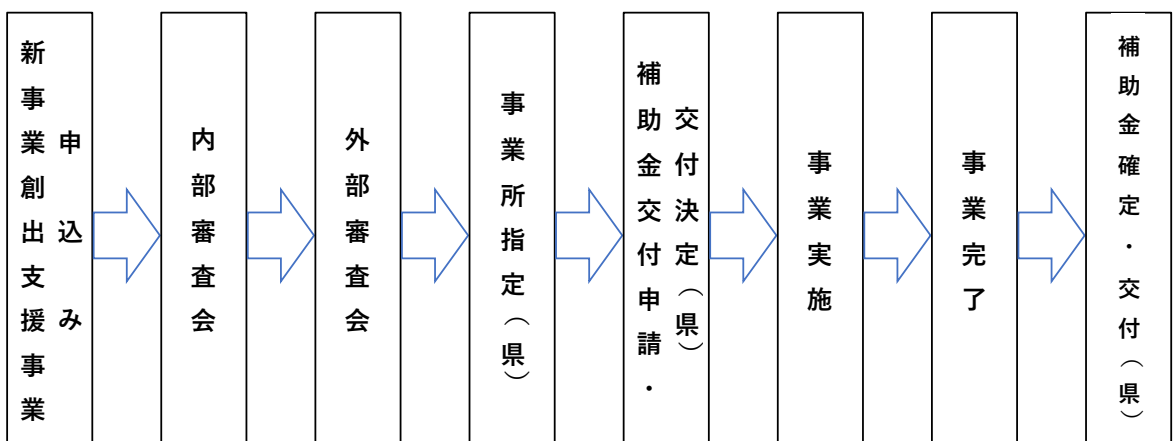 新事業創出支援事業
申込み
内部審査会
外部審査会
事業所指定（県）
補助金交付申請・
交付決定（県）
事業実施
事業完了
補助金確定・交付（県）